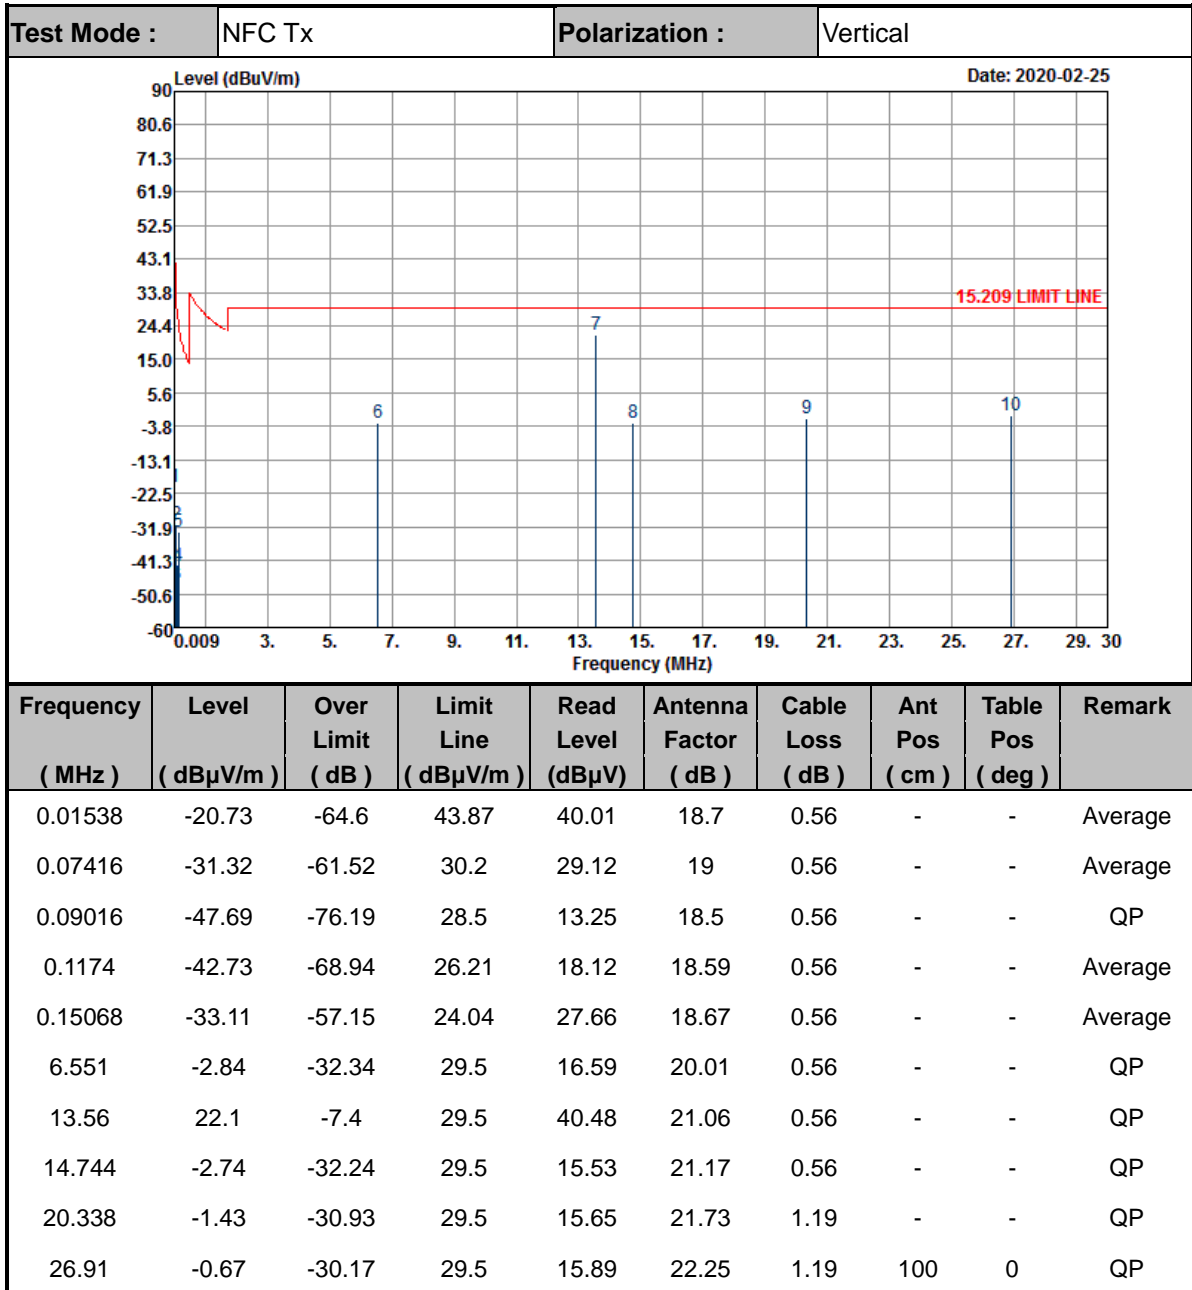 Test Mode : NFC Tx Polarization : Vertical
Level (dBuV/m) Date: 2020-02-25
90
80.6
71.3
61.9
52.5
43.1
33.8
15.209 LIMIT LINE
24.4
7
15.0
5.6
6 8 9 10
-3.8
-13.1
1
-22.5
2
5
-31.9
4
-41.3
-50.6
-60
0.009 3. 5. 7. 9. 11. 13. 15. 17. 19. 21. 23. 25. 27. 29. 30
Frequency (MHz)
Frequency Level Over Limit Read Antenna Cable Ant Table Remark
Limit Line Level Factor Loss Pos Pos
( MHz ) ( dBµV/m ) ( dB ) ( dBµV/m ) (dBµV) ( dB ) ( dB ) ( cm ) ( deg )
0.01538 -20.73 -64.6 43.87 40.01 18.7 0.56 - - Average
0.07416 -31.32 -61.52 30.2 29.12 19 0.56 - - Average
0.09016 -47.69 -76.19 28.5 13.25 18.5 0.56 - - QP
0.1174 -42.73 -68.94 26.21 18.12 18.59 0.56 - - Average
0.15068 -33.11 -57.15 24.04 27.66 18.67 0.56 - - Average
6.551 -2.84 -32.34 29.5 16.59 20.01 0.56 - - QP
13.56 22.1 -7.4 29.5 40.48 21.06 0.56 - - QP
14.744 -2.74 -32.24 29.5 15.53 21.17 0.56 - - QP
20.338 -1.43 -30.93 29.5 15.65 21.73 1.19 - - QP
26.91 -0.67 -30.17 29.5 15.89 22.25 1.19 100 0 QP